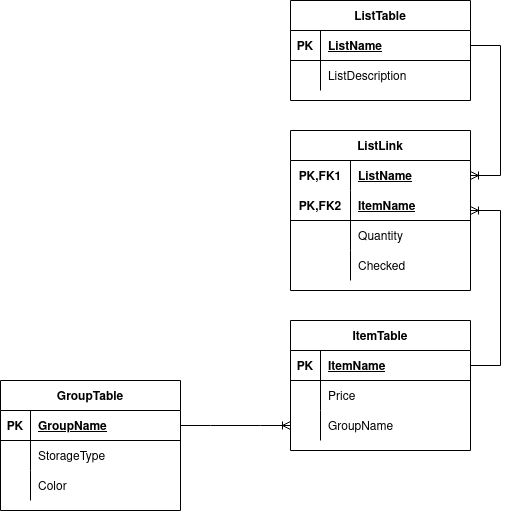 ListTable
PK ListName
ListDescription
ListLink
PK,FK1 ListName
PK,FK2 ItemName
Quantity
Checked
ItemTable
PK ItemName
Price
GroupName
GroupTable
PK GroupName
StorageType
Color